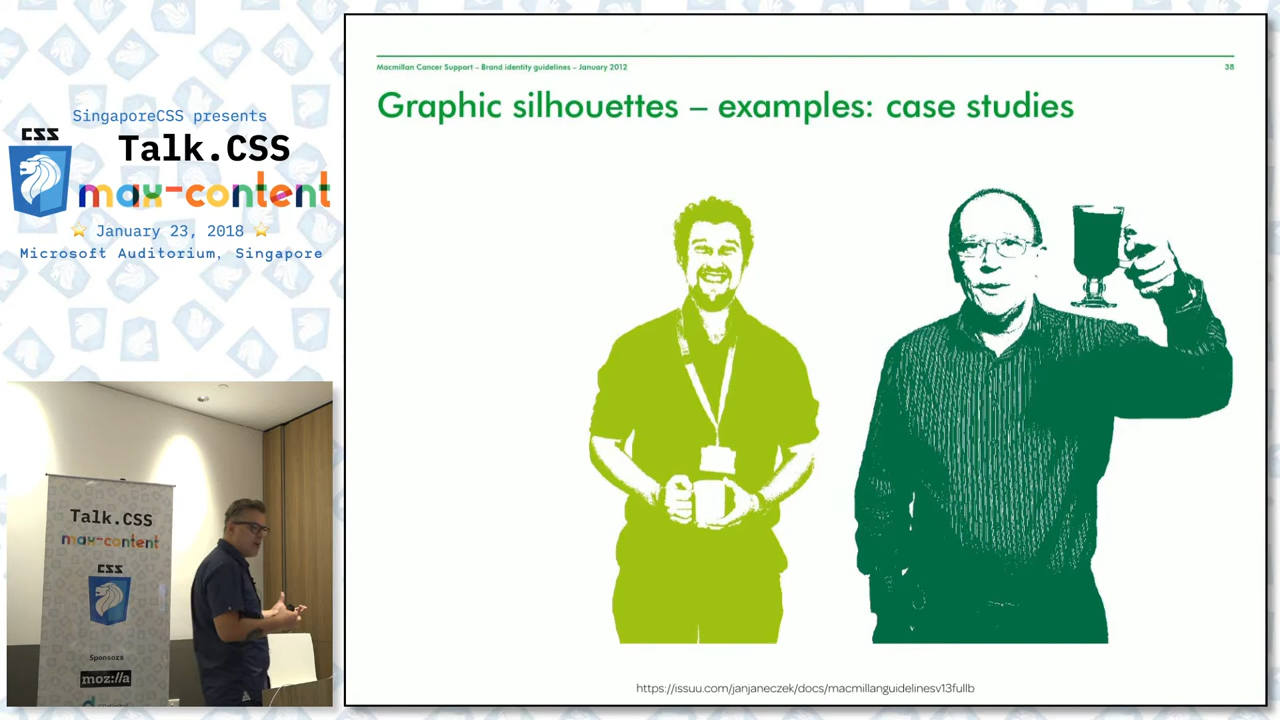 SingaporeCSS presents
CSS
Talk.CSS
max-content
⭐ January 23, 2018 ⭐
Microsoft Auditorium, Singapore
Talk.CSS
max-content
CSS
Sponsors
moz://a
Macmillan Cancer Support – Brand identity guidelines – January 2012
38
Graphic silhouettes – examples: case studies
https://issuu.com/janjaneczek/docs/macmillanguidelinesv13fullb